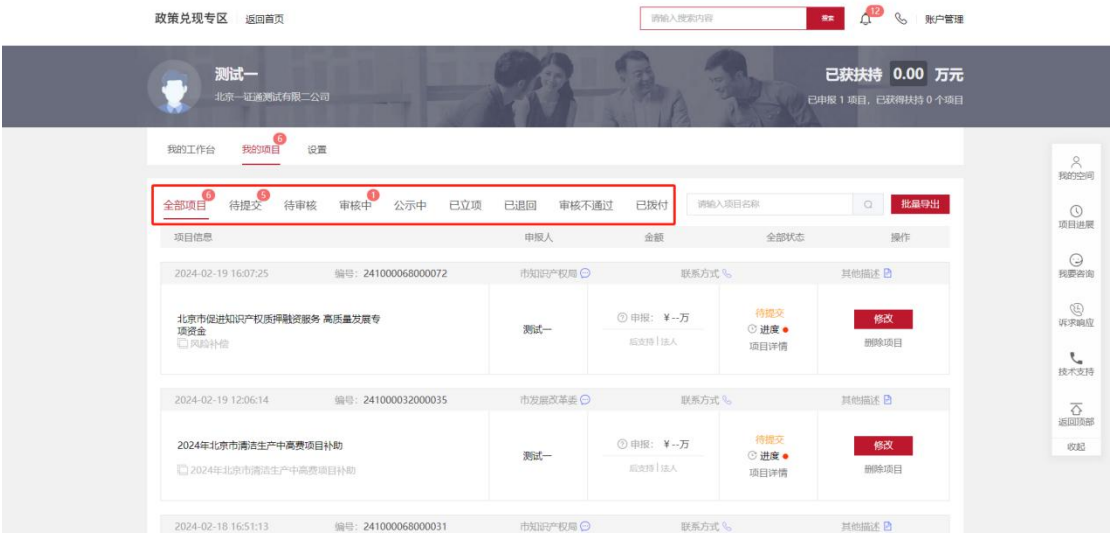 政策兑现专区 返回首页 请输入搜索内容 搜索 12 账户管理
测试一 已获扶持 0.00 万元
北京一证通测试有限二公司 已申报 1 项目，已获得扶持 0 个项目
我的工作台 我的项目 6 设置
全部项目 6 待提交 5 待审核 审核中 1 公示中 已立项 已退回 审核不通过 已拨付 请输入项目名称 批量导出
项目信息 申报人 金额 全部状态 操作
2024-02-19 16:07:25 编号：241000068000072 市知识产权局 联系方式 其他描述
北京市促进知识产权质押融资服务 高质量发展专
项资金
风险补偿
测试一
申报： ¥ --万
后支持 | 法人
待提交
进度
项目详情
修改
删除项目
2024-02-19 12:06:14 编号：241000032000035 市发展改革委 联系方式 其他描述
2024年北京市清洁生产中高费项目补助
2024年北京市清洁生产中高费项目补助
测试一
申报： ¥ --万
后支持 | 法人
待提交
进度
项目详情
修改
删除项目
2024-02-18 16:51:13 编号：241000068000031 市知识产权局 联系方式 其他描述
我的空间
项目进展
我要咨询
诉求响应
技术支持
返回顶部
收起